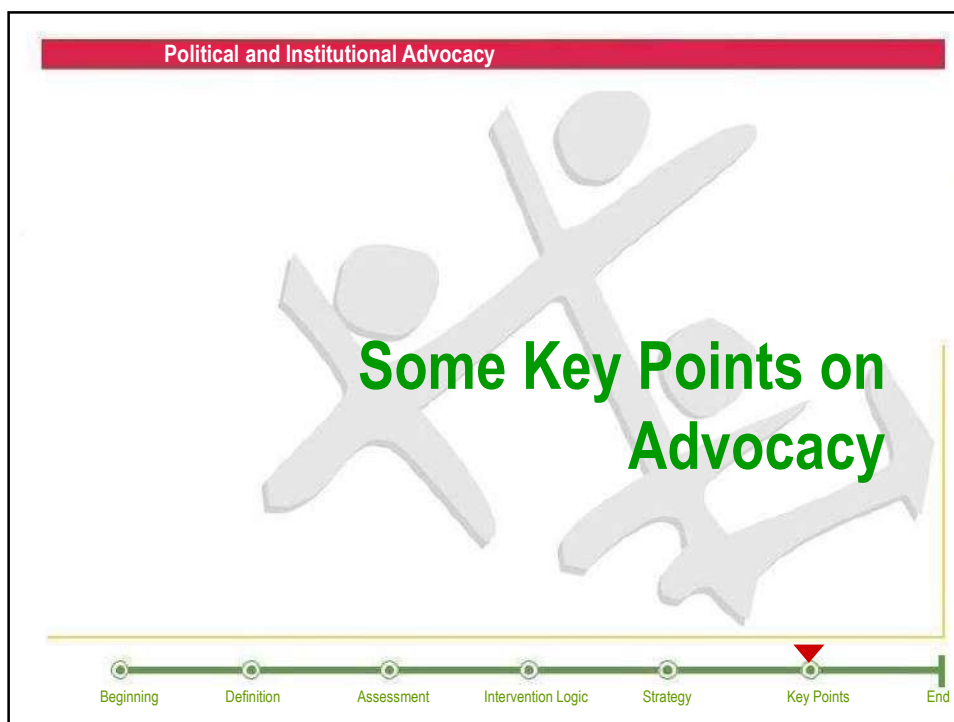 Political and Institutional Advocacy
Some Key Points on
Advocacy
Beginning Definition Assessment Intervention Logic Strategy Key Points End